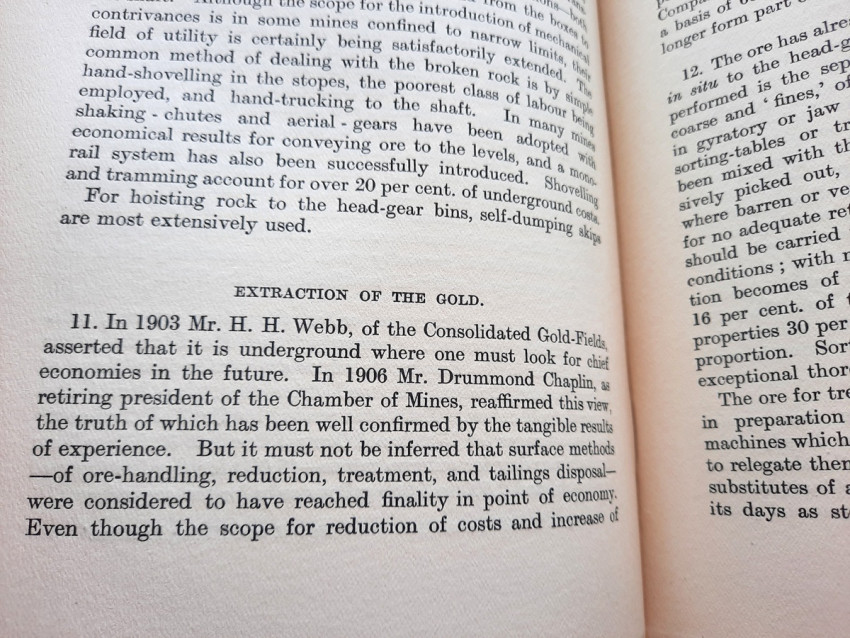 Although the scope for the introduction of mechanical
contrivances is in some mines confined to narrow limits, their
field of utility is certainly being satisfactorily extended. The
common method of dealing with the broken rock is by simple
hand-shovelling in the stopes, the poorest class of labour being
employed, and hand-trucking to the shaft. In many mines
shaking-chutes and aerial-gears have been adopted with
economical results for conveying ore to the levels, and a mono-
rail system has also been successfully introduced. Shovelling
and tramming account for over 20 per cent. of underground costs.
For hoisting rock to the head-gear bins, self-dumping skips
are most extensively used.
EXTRACTION OF THE GOLD.
11. In 1903 Mr. H. H. Webb, of the Consolidated Gold-Fields,
asserted that it is underground where one must look for chief
economies in the future. In 1906 Mr. Drummond Chaplin, as
retiring president of the Chamber of Mines, reaffirmed this view,
the truth of which has been well confirmed by the tangible results
of experience. But it must not be inferred that surface methods
—of ore-handling, reduction, treatment, and tailings disposal—
were considered to have reached finality in point of economy.
Even though the scope for reduction of costs and increase of
a basis of
longer form part
12. The ore has
in situ to the head-g
performed is the sep
coarse and ‘ fines,’ of
in gyratory or jaw
sorting-tables or
been mixed with
sively picked out,
where barren or
for no adequate
should be carried
conditions ; with
tion becomes of
16 per cent. of
properties 30 per
proportion.
exceptional
The ore for
in preparation
machines which
to relegate
substitutes of
its days as